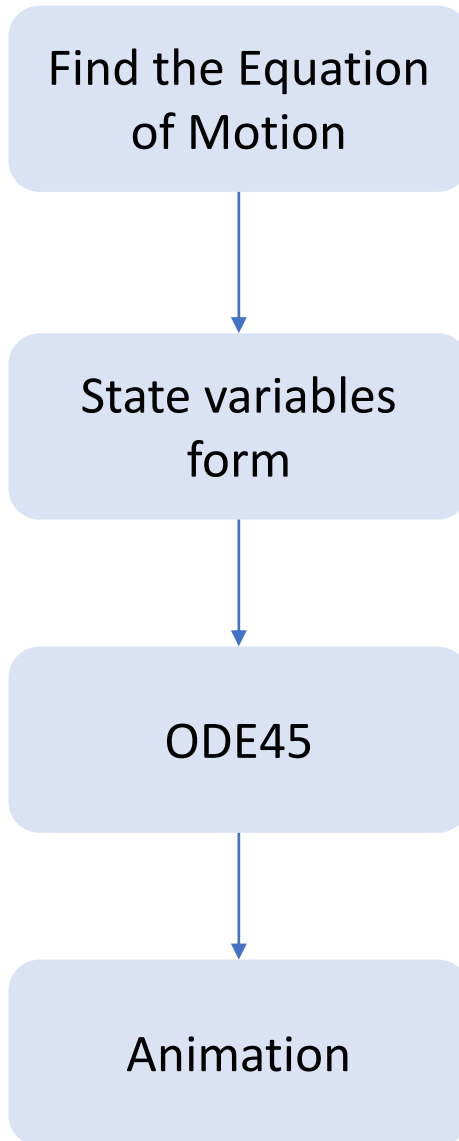 Find the Equation
of Motion
State variables
form
ODE45
Animation